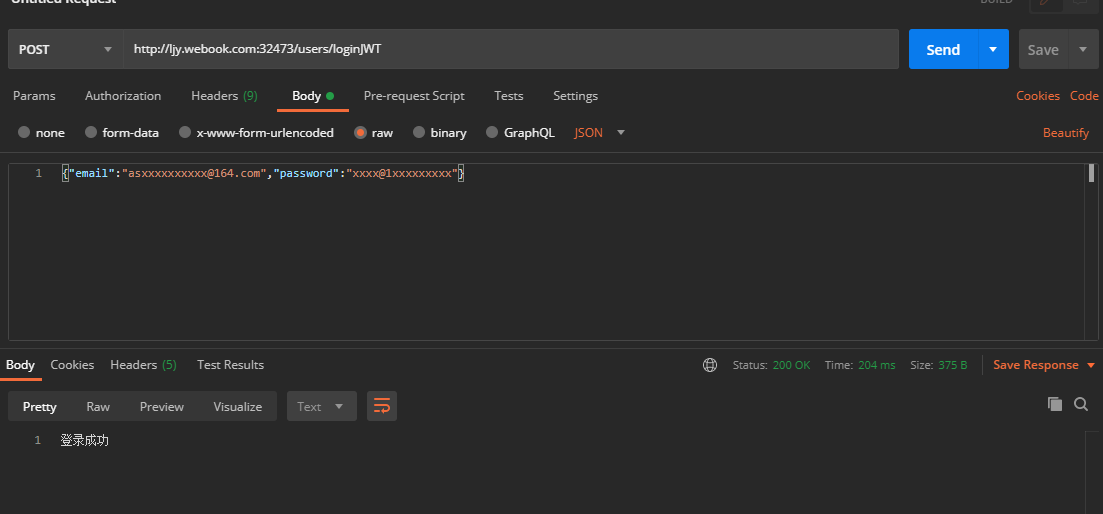 Untitled Request BUILD
POST http://ljy.webook.com:32473/users/loginJWT Send Save
Params Authorization Headers (9) Body Pre-request Script Tests Settings Cookies Code
none form-data x-www-form-urlencoded raw binary GraphQL JSON Beautify
1 {"email":"asxxxxxxxxxx@164.com","password":"xxxx@1xxxxxxxxx"}
Body Cookies Headers (5) Test Results Status: 200 OK Time: 204 ms Size: 375 B Save Response
Pretty Raw Preview Visualize Text
1 登录成功